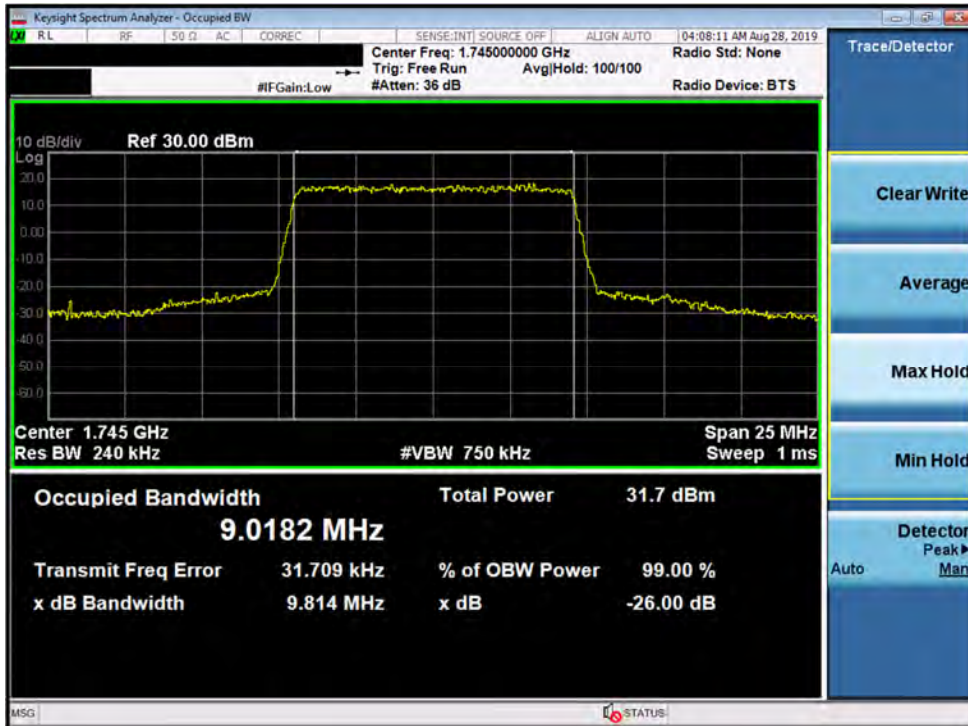 Keysight Spectrum Analyzer - Occupied BW
LXI RL RF 50 Ω AC CORREC SENSE:INT SOURCE OFF ALIGN AUTO 04:08:11 AM Aug 28, 2019
Center Freq: 1.745000000 GHz Radio Std: None
Trig: Free Run Avg|Hold: 100/100
#IFGain:Low #Atten: 36 dB Radio Device: BTS
Trace/Detector
10 dB/div Ref 30.00 dBm
Log
20.0
10.0
0.00
-10.0
-20.0
-30.0
-40.0
-50.0
-60.0
Center 1.745 GHz Span 25 MHz
Res BW 240 kHz #VBW 750 kHz Sweep 1 ms
Occupied Bandwidth Total Power 31.7 dBm
9.0182 MHz
Transmit Freq Error 31.709 kHz % of OBW Power 99.00 %
x dB Bandwidth 9.814 MHz x dB -26.00 dB
Clear Write
Average
Max Hold
Min Hold
Detector
Peak▶
Auto Man
MSG STATUS